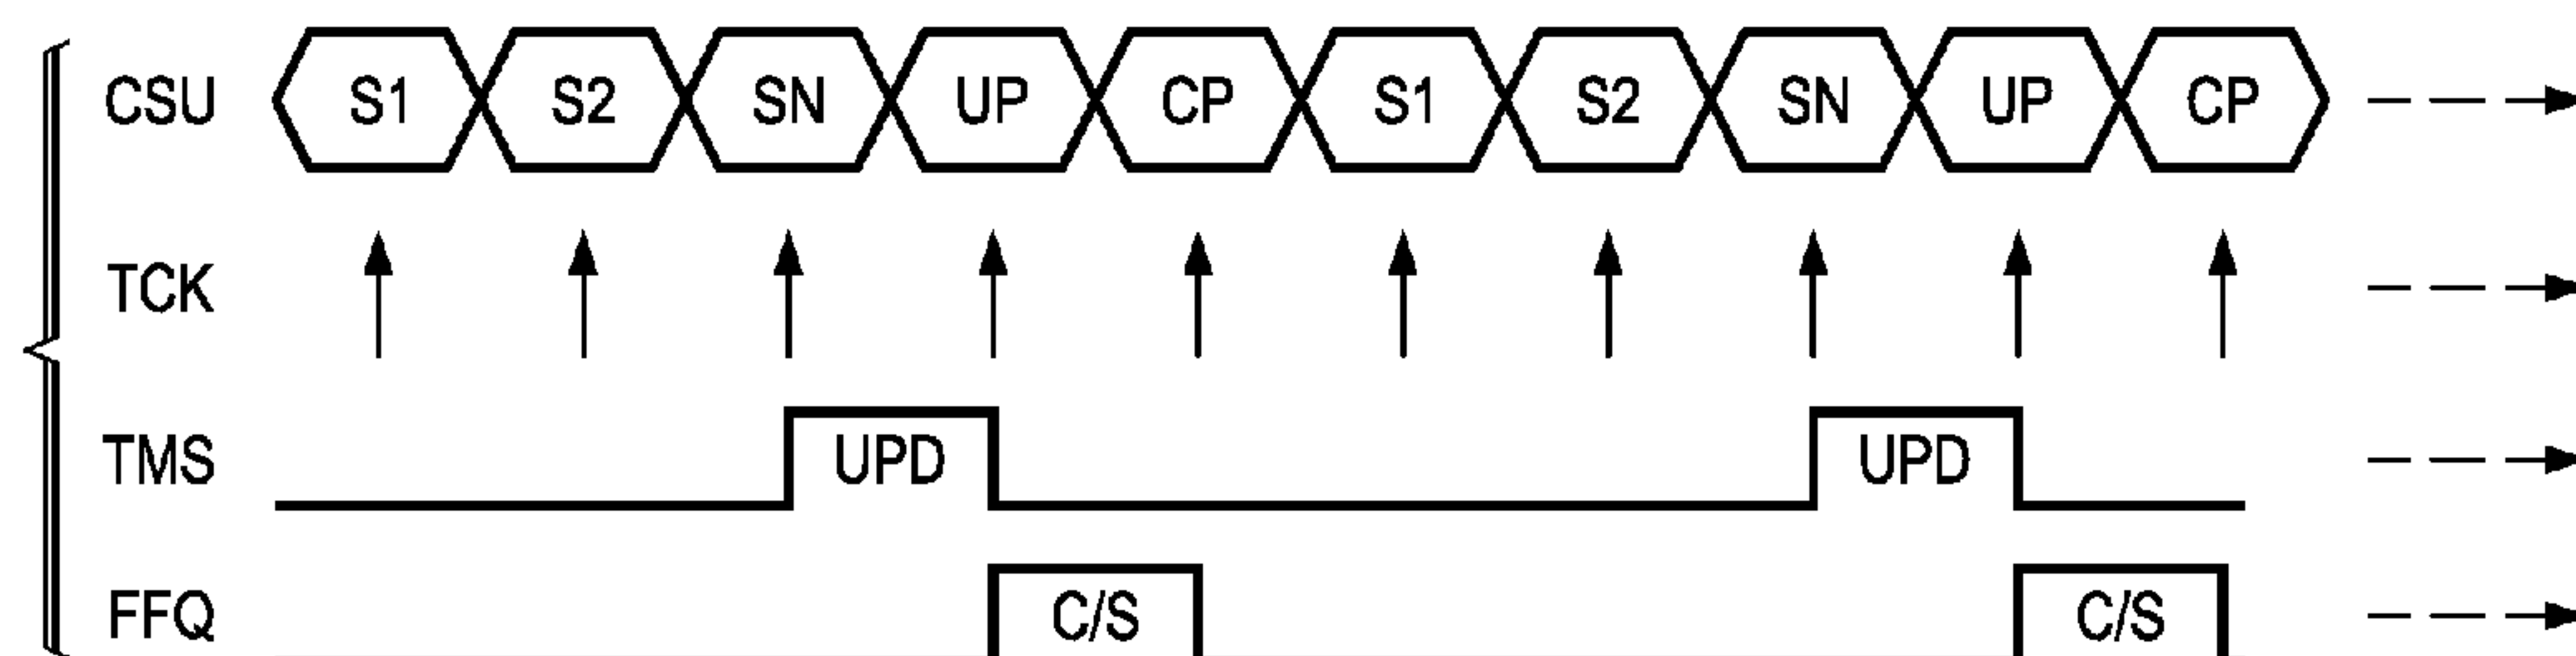 CSU S1 S2 SN UP CP S1 S2 SN UP CP
TCK
TMS UPD UPD
FFQ C/S C/S